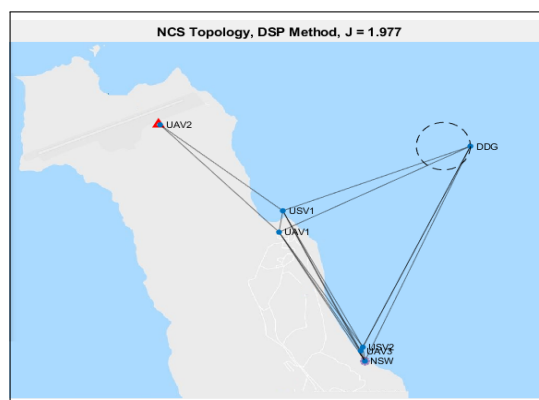 NCS Topology, DSP Method, J = 1.977
UAV2
DDG
USV1
UAV1
USV2
UAV3
NSW